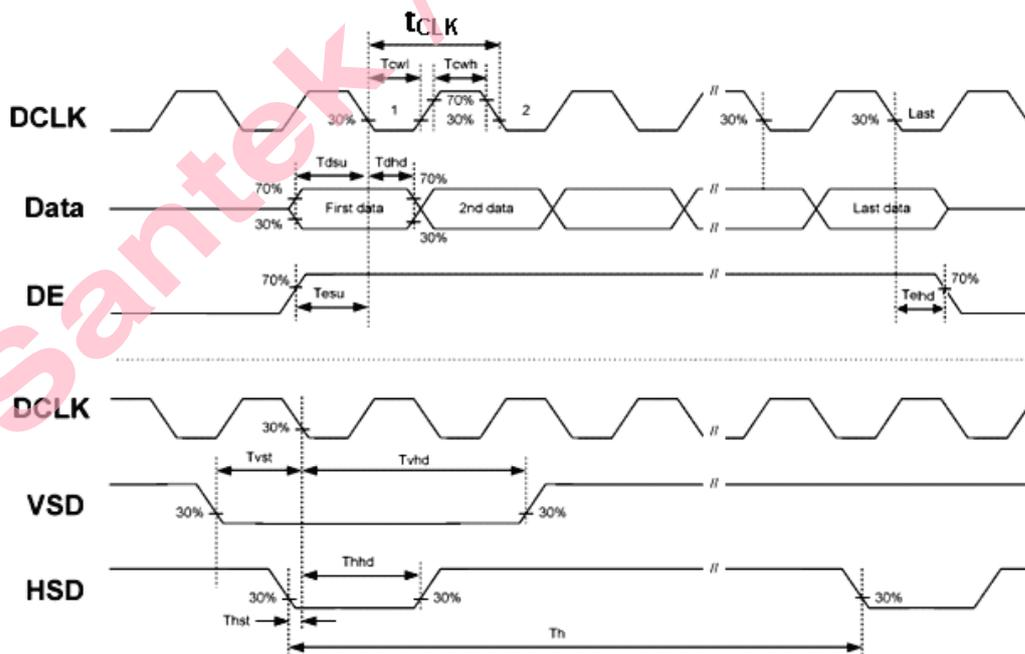 Santek /
tCLK
Tcwl Tcwh
DCLK 30% 1 70% 30% 2 30% 30% Last
Tdsu Tdhd
70% 70%
Data First data 2nd data Last data
30% 30%
DE 70% 70%
Tesu Tehd
DCLK
30%
Tvst Tvhd
VSD 30% 30%
Thhd
HSD 30% 30% 30%
Thst
Th